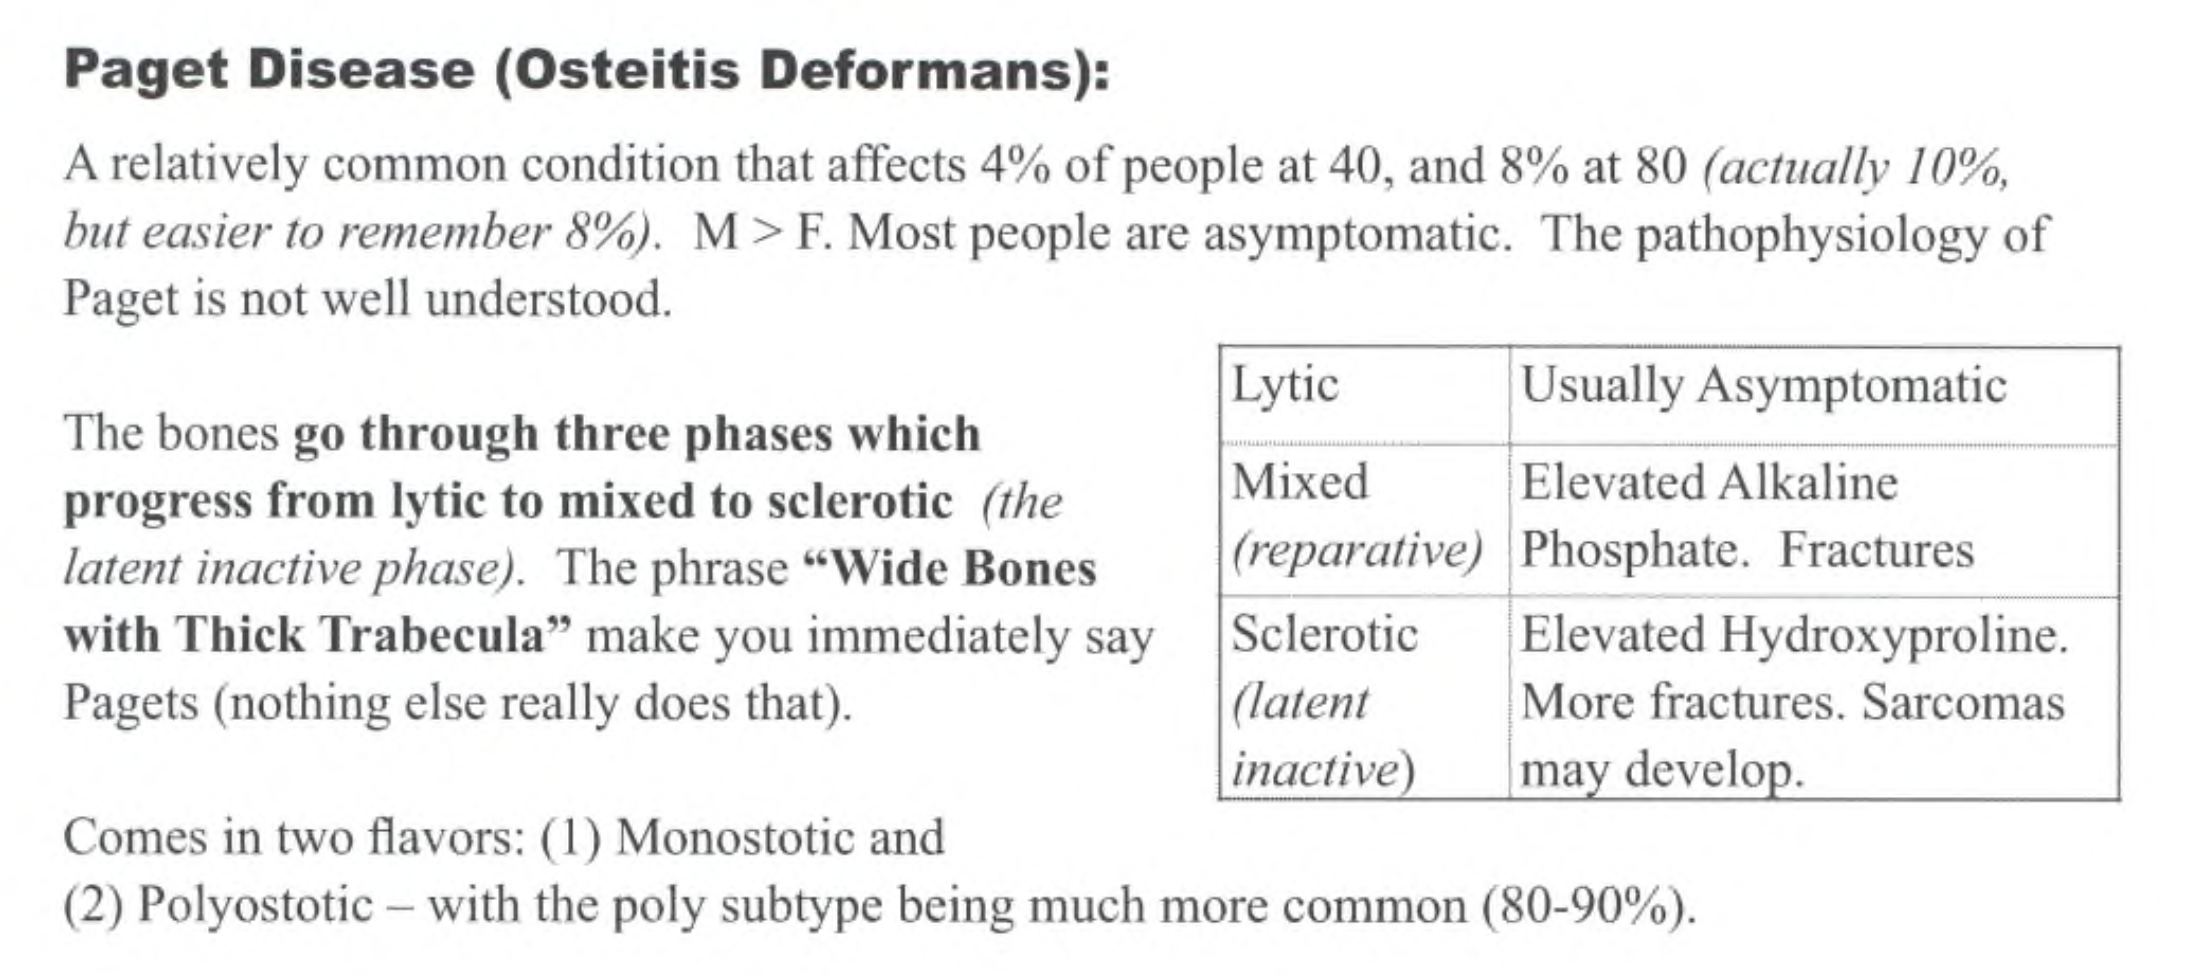 Paget Disease (Osteitis Deformans):
A relatively common condition that affects 4% of people at 40, and 8% at 80 (actually 10%,
but easier to remember 8%).  M > F. Most people are asymptomatic.  The pathophysiology of
Paget is not well understood.
The bones go through three phases which
progress from lytic to mixed to sclerotic  (the
latent inactive phase).  The phrase “Wide Bones
with Thick Trabecula” make you immediately say
Pagets (nothing else really does that).
Lytic
Usually Asymptomatic
Mixed
(reparative)
Elevated Alkaline
Phosphate.  Fractures
Sclerotic
(latent
inactive)
Elevated Hydroxyproline.
More fractures. Sarcomas
may develop.
Comes in two flavors: (1) Monostotic and
(2) Polyostotic – with the poly subtype being much more common (80-90%).